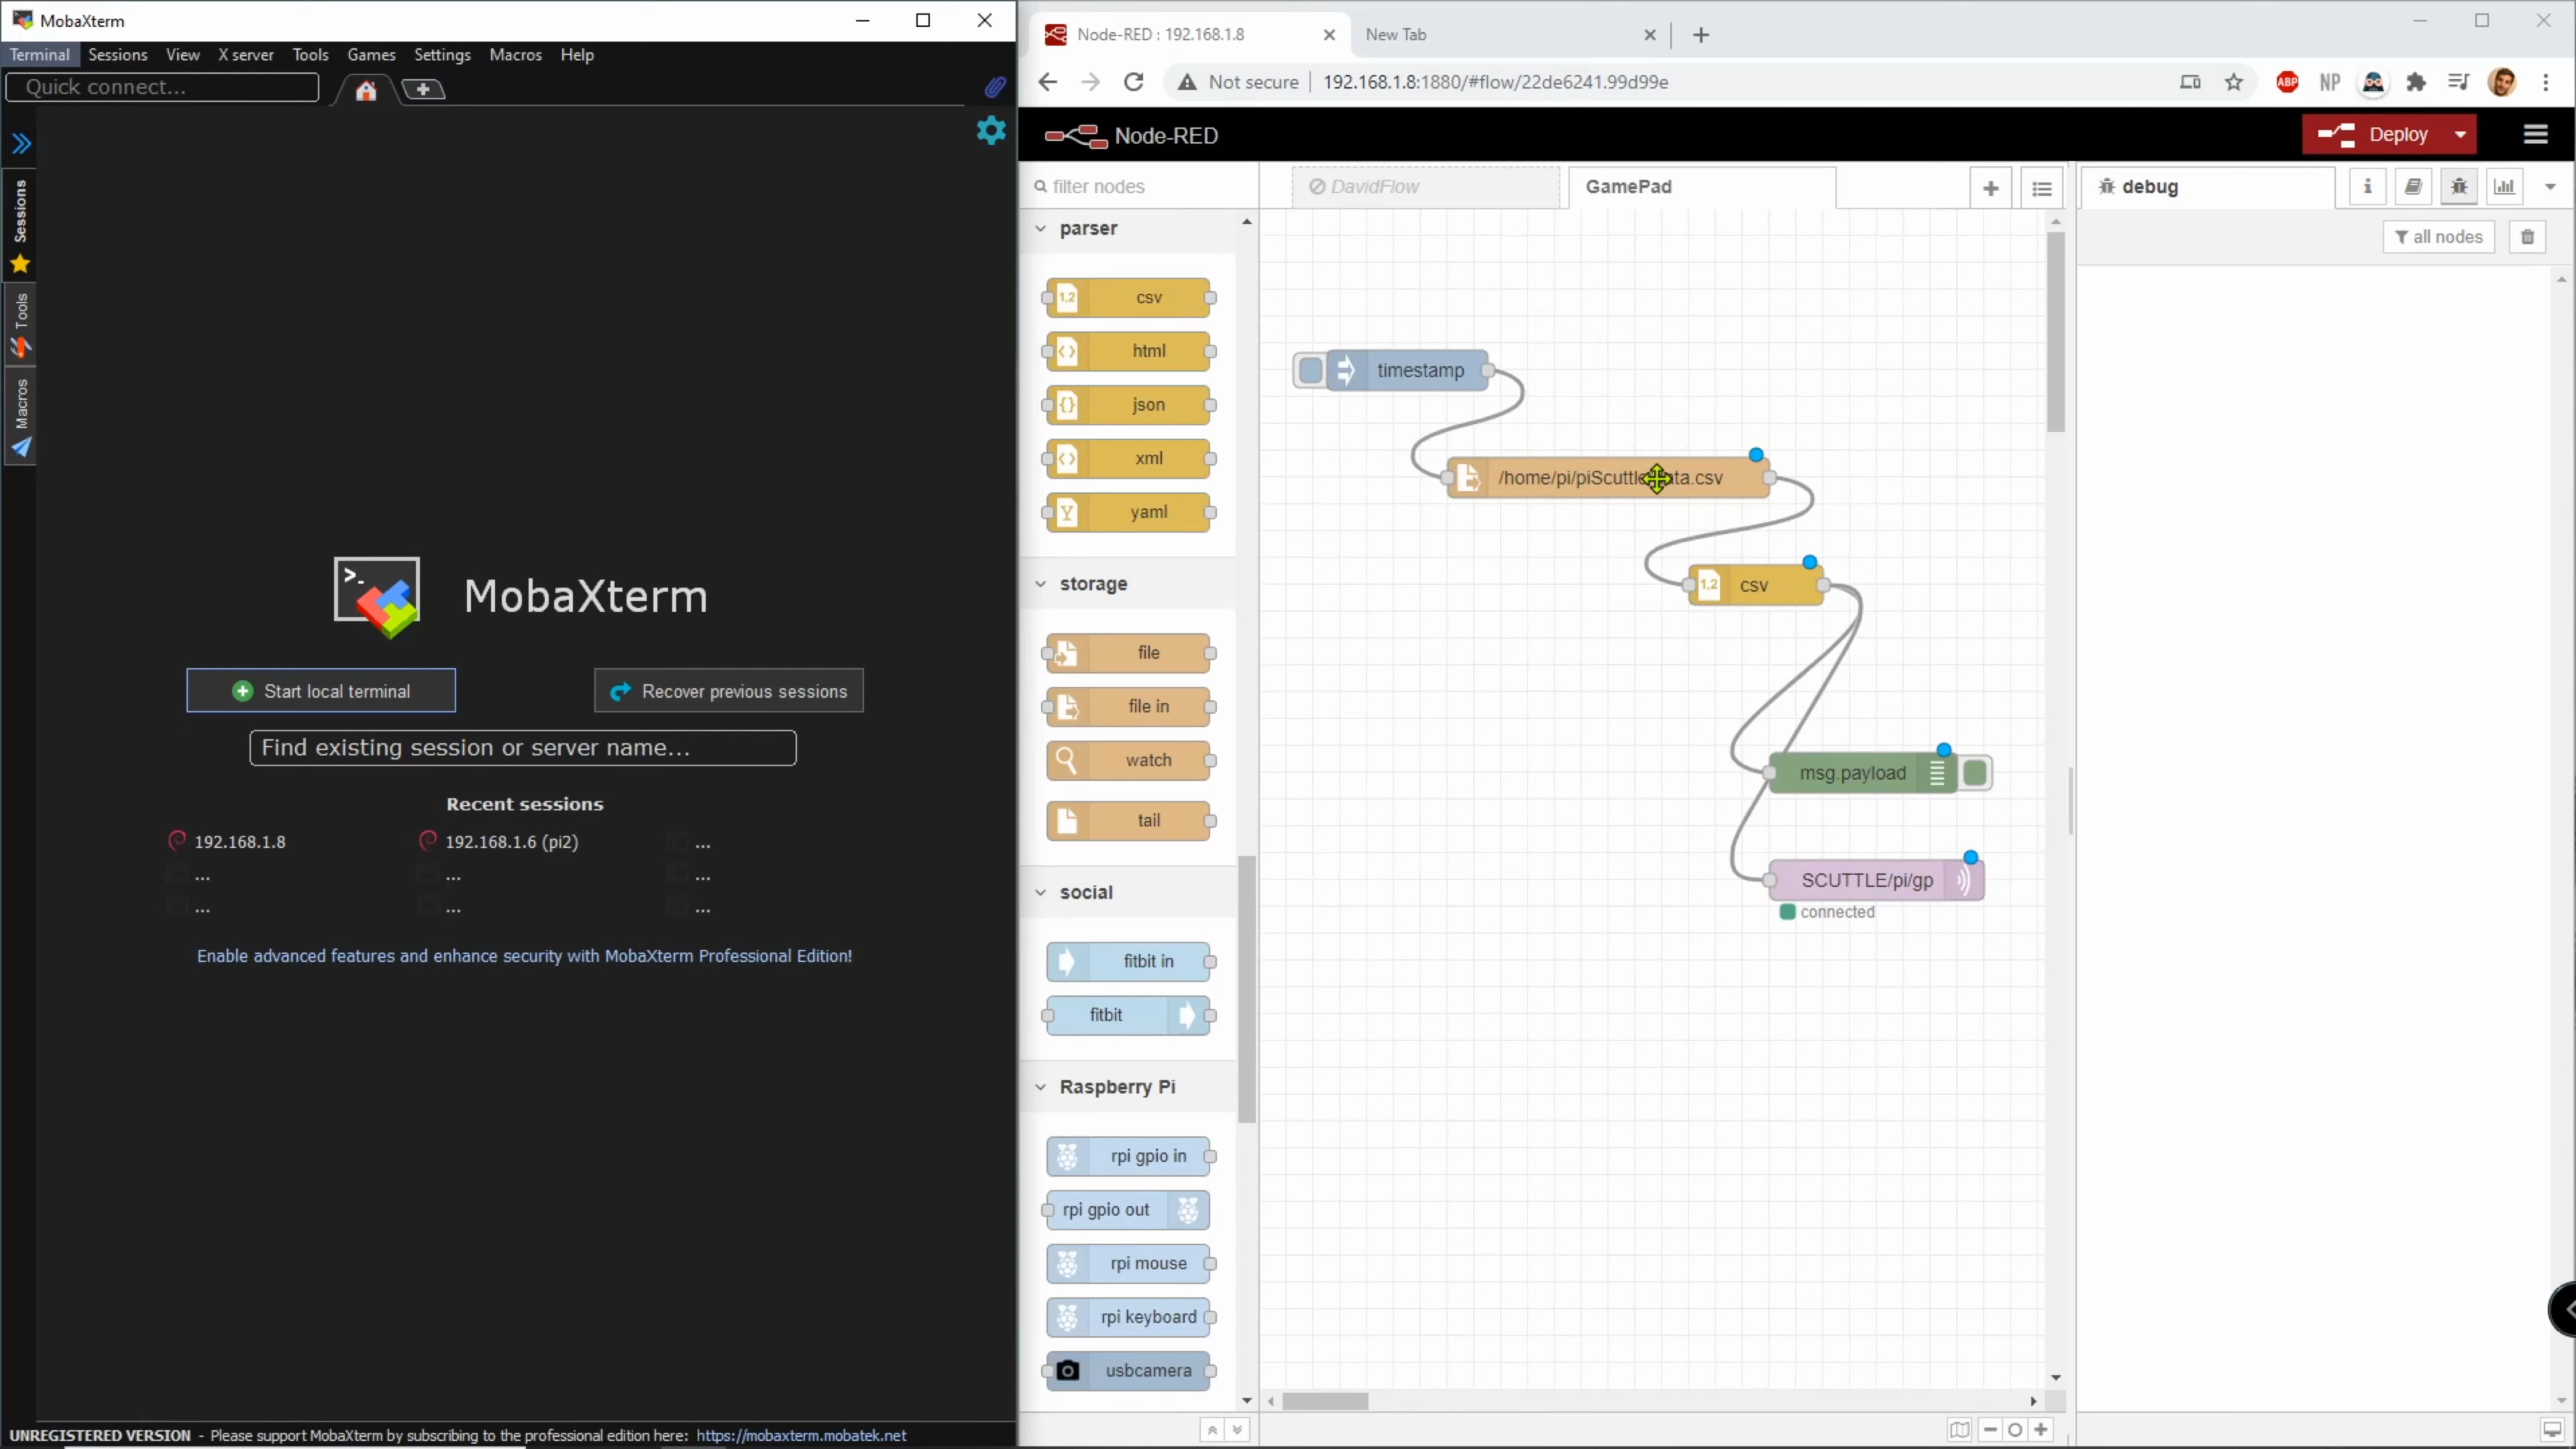 MobaXterm
Terminal Sessions View X server Tools Games Settings Macros Help
Quick connect...
Sessions
Tools
Macros
>_
MobaXterm
Start local terminal
Recover previous sessions
Find existing session or server name...
Recent sessions
192.168.1.8
192.168.1.6 (pi2)
...
...
...
...
...
...
...
Enable advanced features and enhance security with MobaXterm Professional Edition!
UNREGISTERED VERSION - Please support MobaXterm by subscribing to the professional edition here: https://mobaxterm.mobatek.net
Node-RED : 192.168.1.8
New Tab
Not secure
192.168.1.8:1880/#flow/22de6241.99d99e
ABP
NP
Node-RED
Deploy
filter nodes
DavidFlow
GamePad
debug
i
all nodes
parser
1,2 csv
html
json
xml
Y yaml
storage
file
file in
watch
tail
social
fitbit in
fitbit
Raspberry Pi
rpi gpio in
rpi gpio out
rpi mouse
rpi keyboard
usbcamera
timestamp
1,2 csv
msg.payload
SCUTTLE/pi/gp
connected